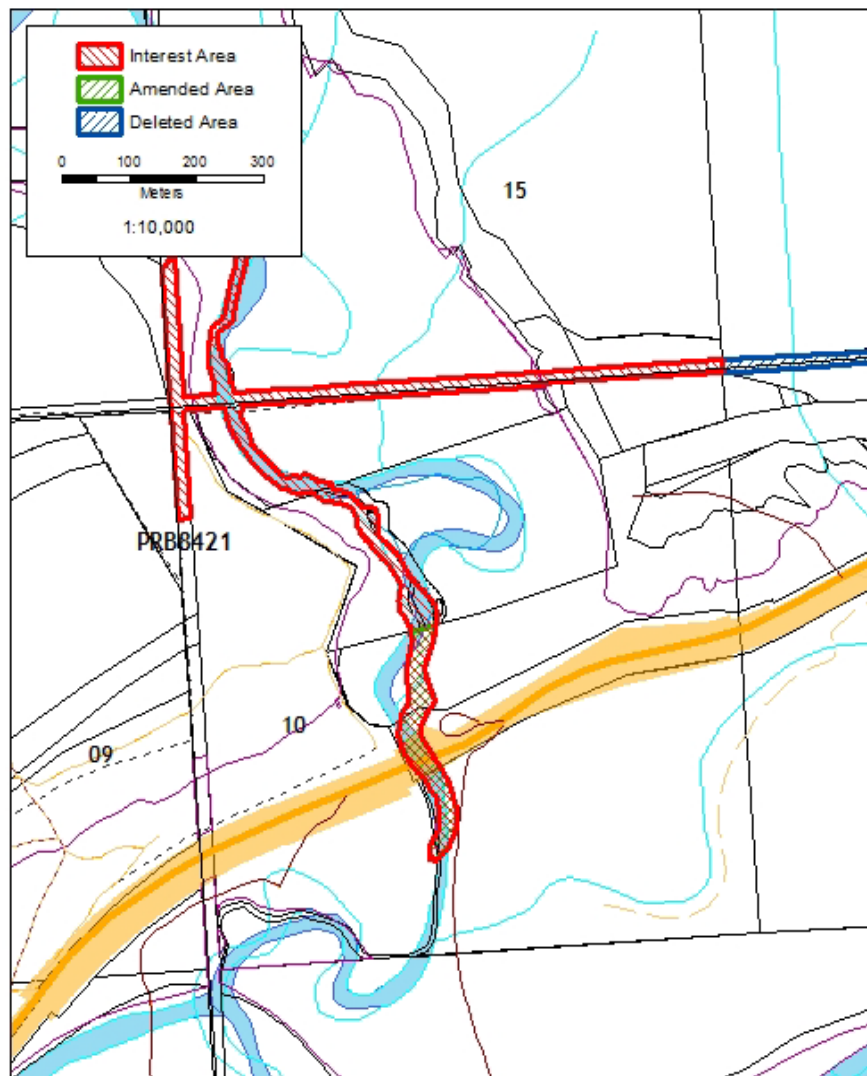 Interest Area
Amended Area
Deleted Area
0 100 200 300
Meters
1:10,000
15
PRB8421
10
09